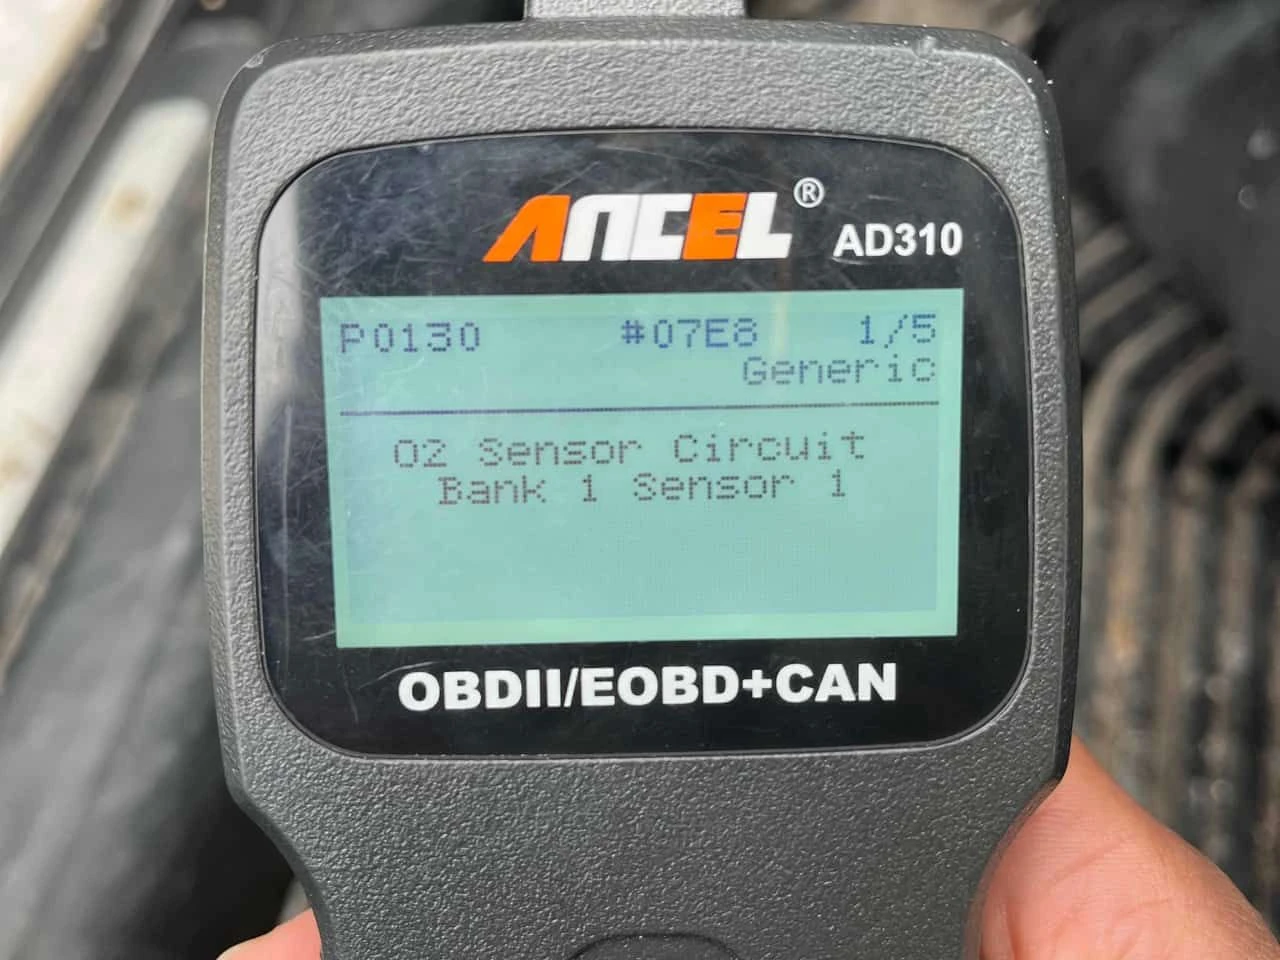 ANCEL® AD310
P0130 #07E8 1/5
Generic
O2 Sensor Circuit
Bank 1 Sensor 1
OBDII/EOBD+CAN